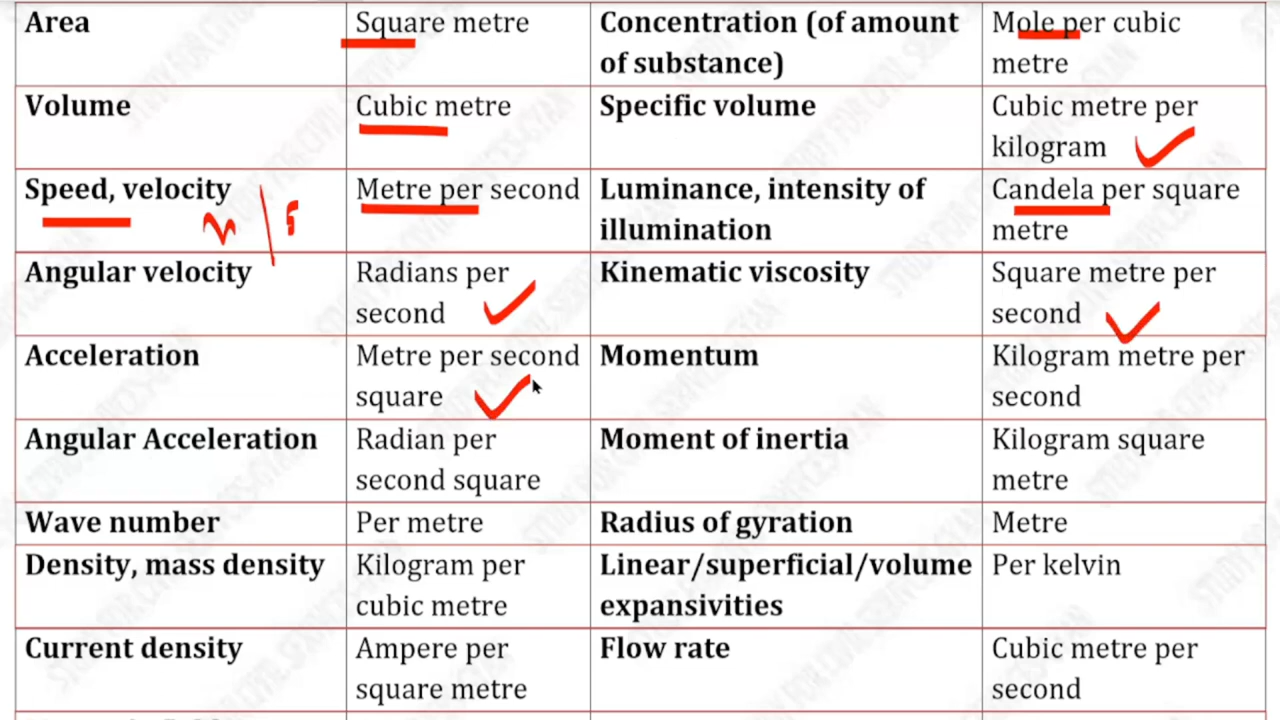 Area Square metre Concentration (of amount Mole per cubic
of substance) metre
Volume Cubic metre Specific volume Cubic metre per
kilogram
Speed, velocity Metre per second Luminance, intensity of Candela per square
m/s illumination metre
Angular velocity Radians per Kinematic viscosity Square metre per
second second
Acceleration Metre per second Momentum Kilogram metre per
square second
Angular Acceleration Radian per Moment of inertia Kilogram square
second square metre
Wave number Per metre Radius of gyration Metre
Density, mass density Kilogram per Linear/superficial/volume Per kelvin
cubic metre expansivities
Current density Ampere per Flow rate Cubic metre per
square metre second